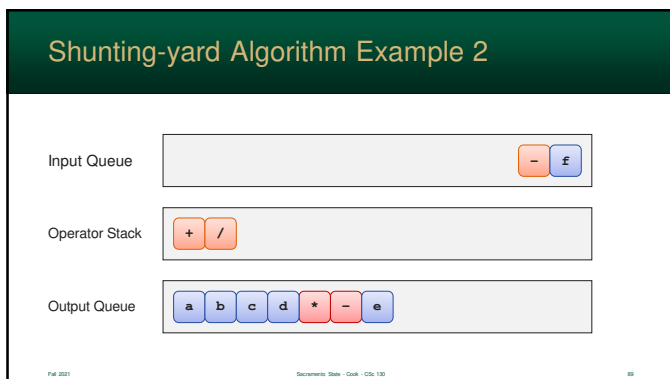 Shunting-yard Algorithm Example 2
Input Queue - f
Operator Stack + /
Output Queue a b c d * - e
Fall 2021 Sacramento State - Cook - CSc 130 89